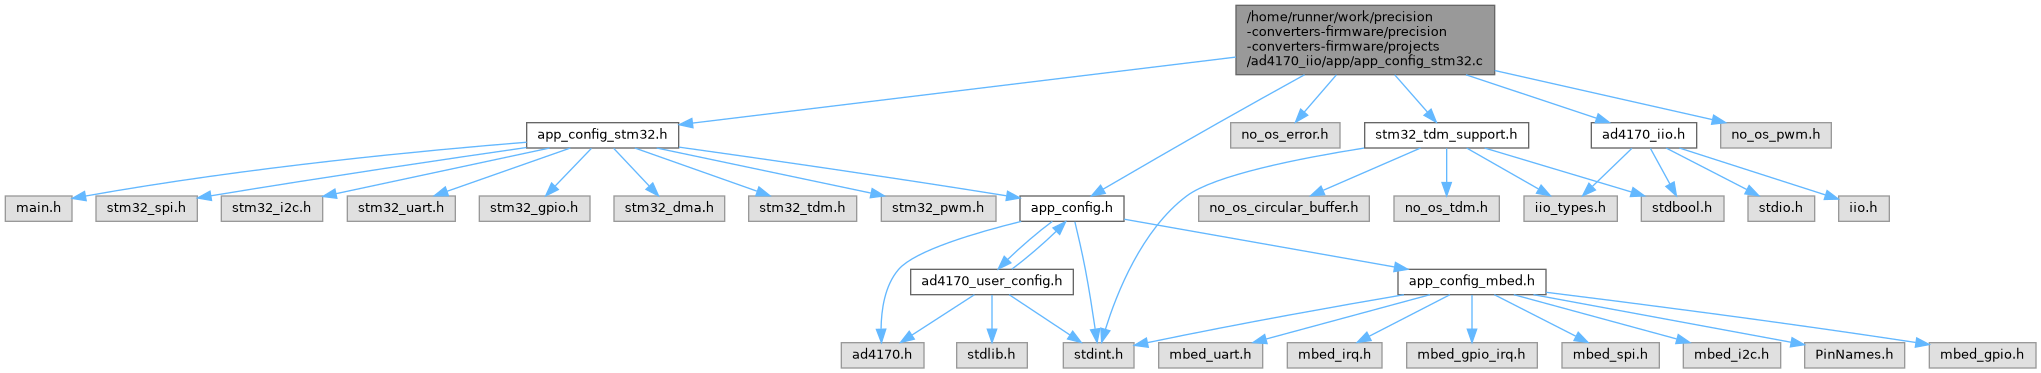 /home/runner/work/precision
-converters-firmware/precision
-converters-firmware/projects
/ad4170_iio/app/app_config_stm32.c
app_config_stm32.h
no_os_error.h
stm32_tdm_support.h
ad4170_iio.h
no_os_pwm.h
main.h
stm32_spi.h
stm32_i2c.h
stm32_uart.h
stm32_gpio.h
stm32_dma.h
stm32_tdm.h
stm32_pwm.h
app_config.h
no_os_circular_buffer.h
no_os_tdm.h
iio_types.h
stdbool.h
stdio.h
iio.h
ad4170_user_config.h
app_config_mbed.h
ad4170.h
stdlib.h
stdint.h
mbed_uart.h
mbed_irq.h
mbed_gpio_irq.h
mbed_spi.h
mbed_i2c.h
PinNames.h
mbed_gpio.h